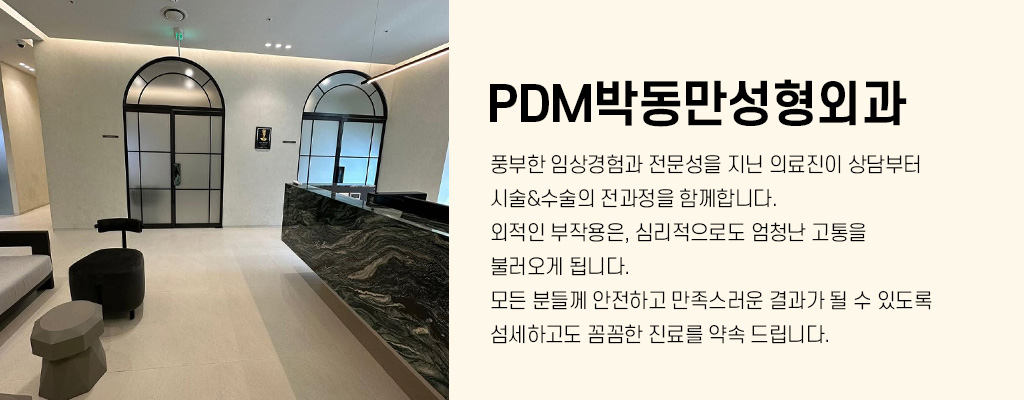 PDM박동만성형외과
풍부한 임상경험과 전문성을 지닌 의료진이 상담부터
시술&수술의 전과정을 함께합니다.
외적인 부작용은, 심리적으로도 엄청난 고통을
불러오게 됩니다.
모든 분들께 안전하고 만족스러운 결과가 될 수 있도록
섬세하고도 꼼꼼한 진료를 약속 드립니다.